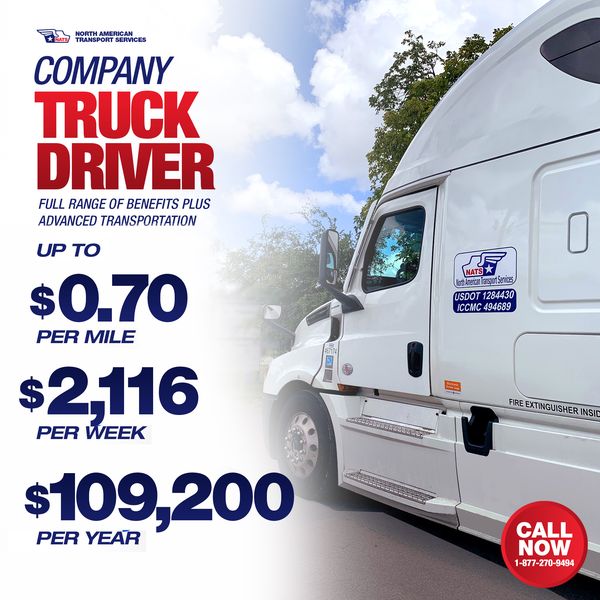 NATS
NORTH AMERICAN
TRANSPORT SERVICES
COMPANY
TRUCK
DRIVER
FULL RANGE OF BENEFITS PLUS
ADVANCED TRANSPORTATION
UP TO
$0.70
PER MILE
$2,116
PER WEEK
$109,200
PER YEAR
NATS
North American Transport Services
USDOT 1284430
ICCMC 494689
FIRE EXTINGUISHER INSID
CALL
NOW
1-877-270-9494